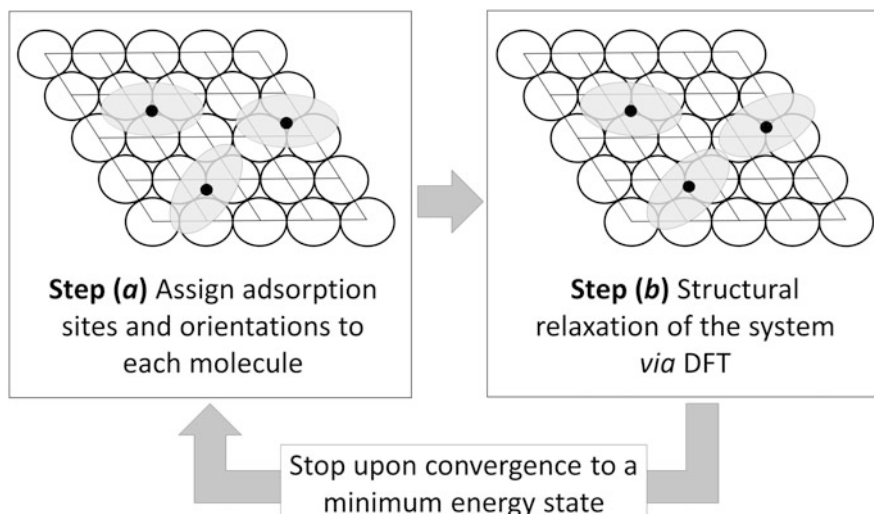 Step (a) Assign adsorption
sites and orientations to
each molecule
Step (b) Structural
relaxation of the system
via DFT
Stop upon convergence to a
minimum energy state